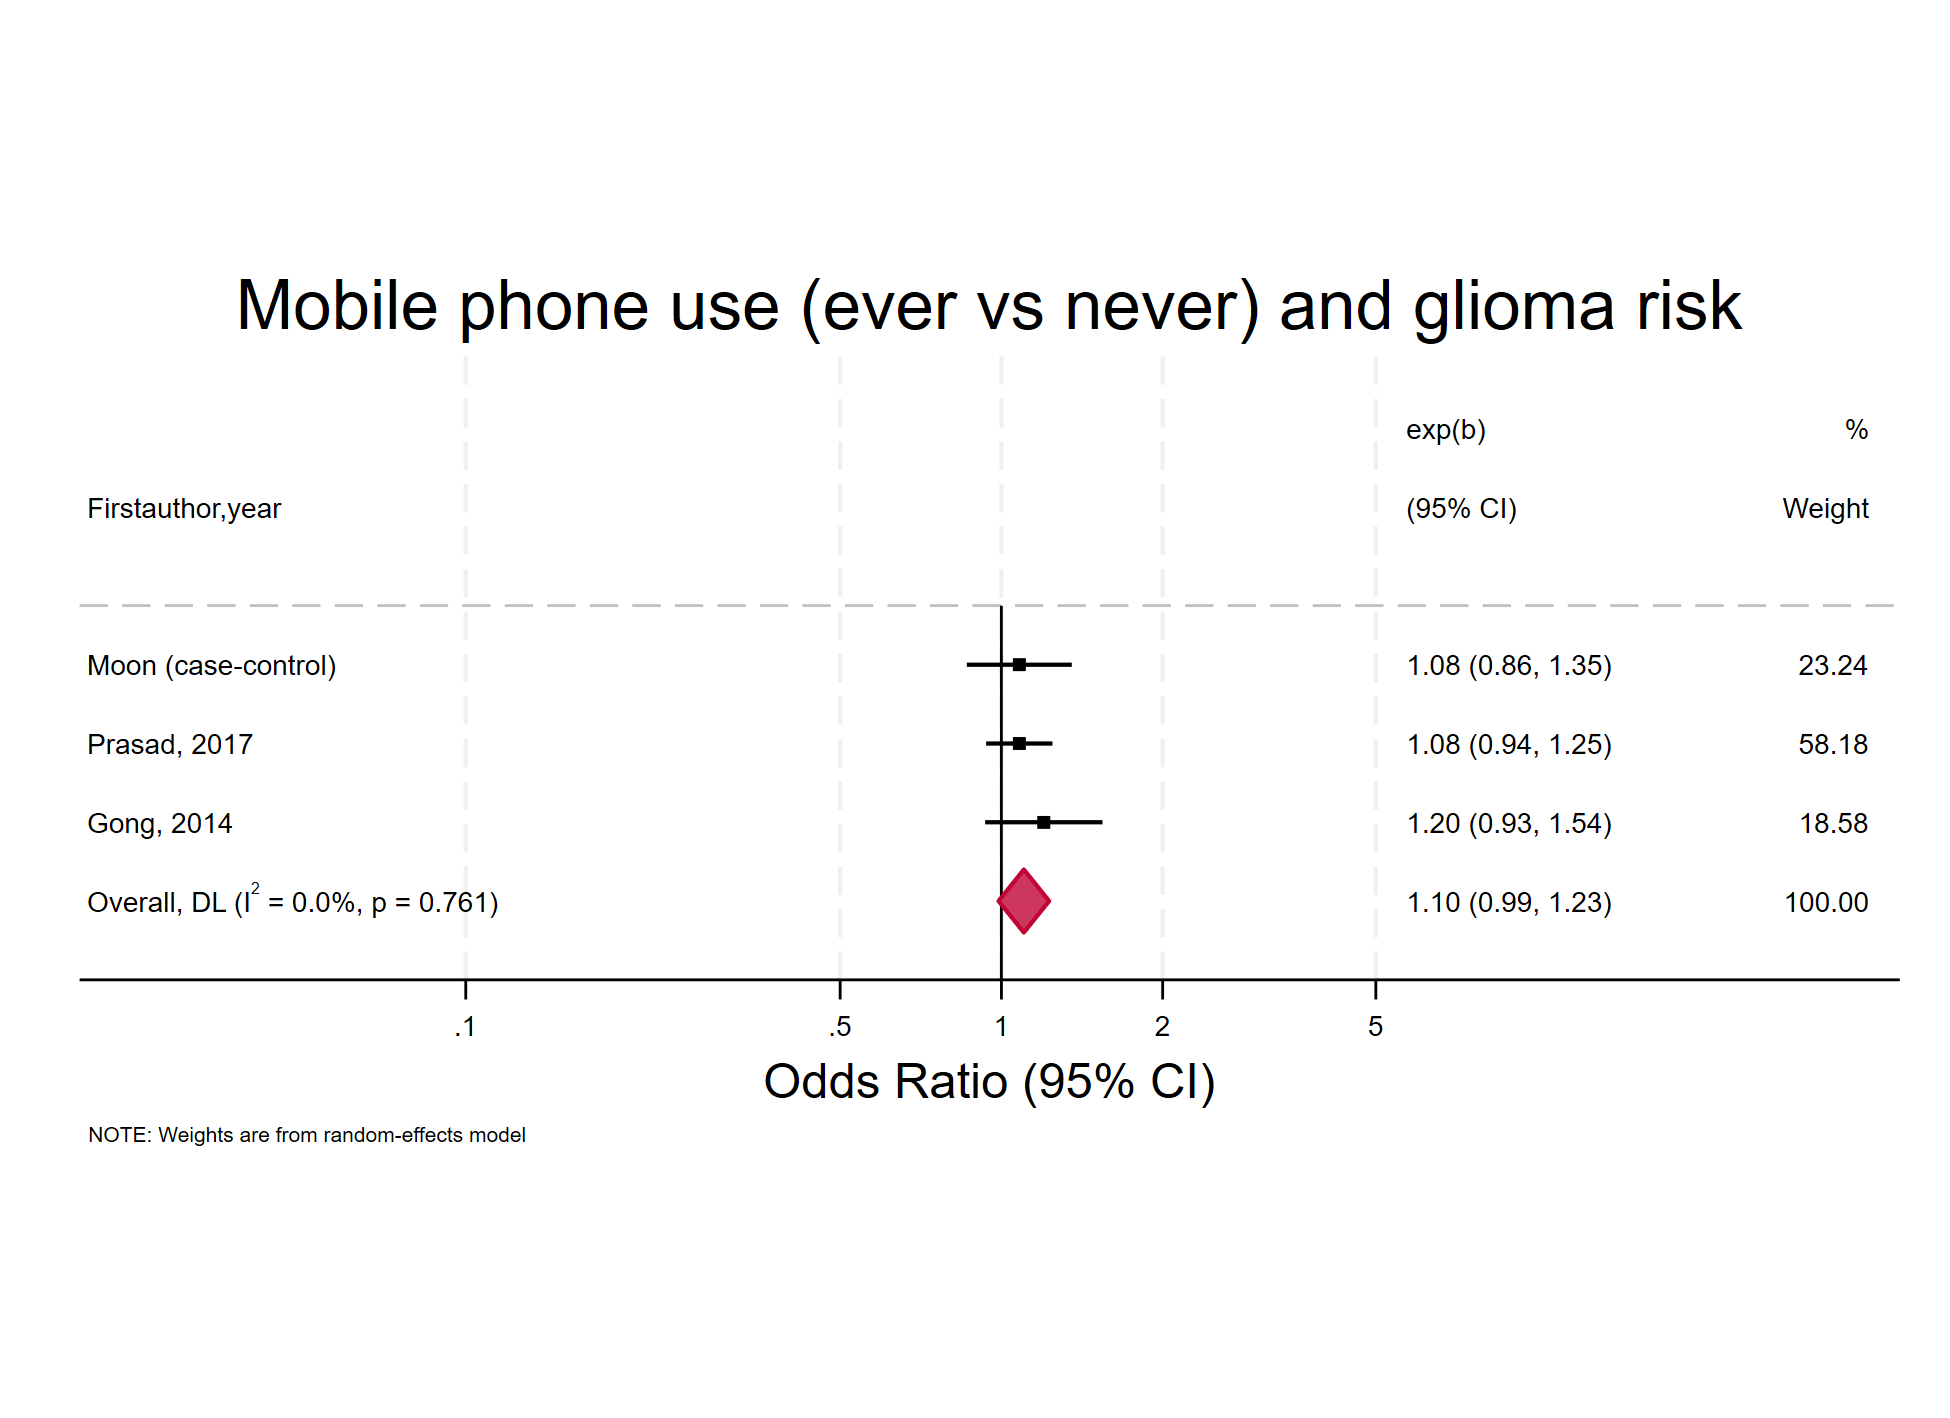 Mobile phone use (ever vs never) and glioma risk
exp(b) %
Firstauthor,year (95% CI) Weight
Moon (case-control) 1.08 (0.86, 1.35) 23.24
Prasad, 2017 1.08 (0.94, 1.25) 58.18
Gong, 2014 1.20 (0.93, 1.54) 18.58
Overall, DL (I² = 0.0%, p = 0.761) 1.10 (0.99, 1.23) 100.00
.1 .5 1 2 5
Odds Ratio (95% CI)
NOTE: Weights are from random-effects model